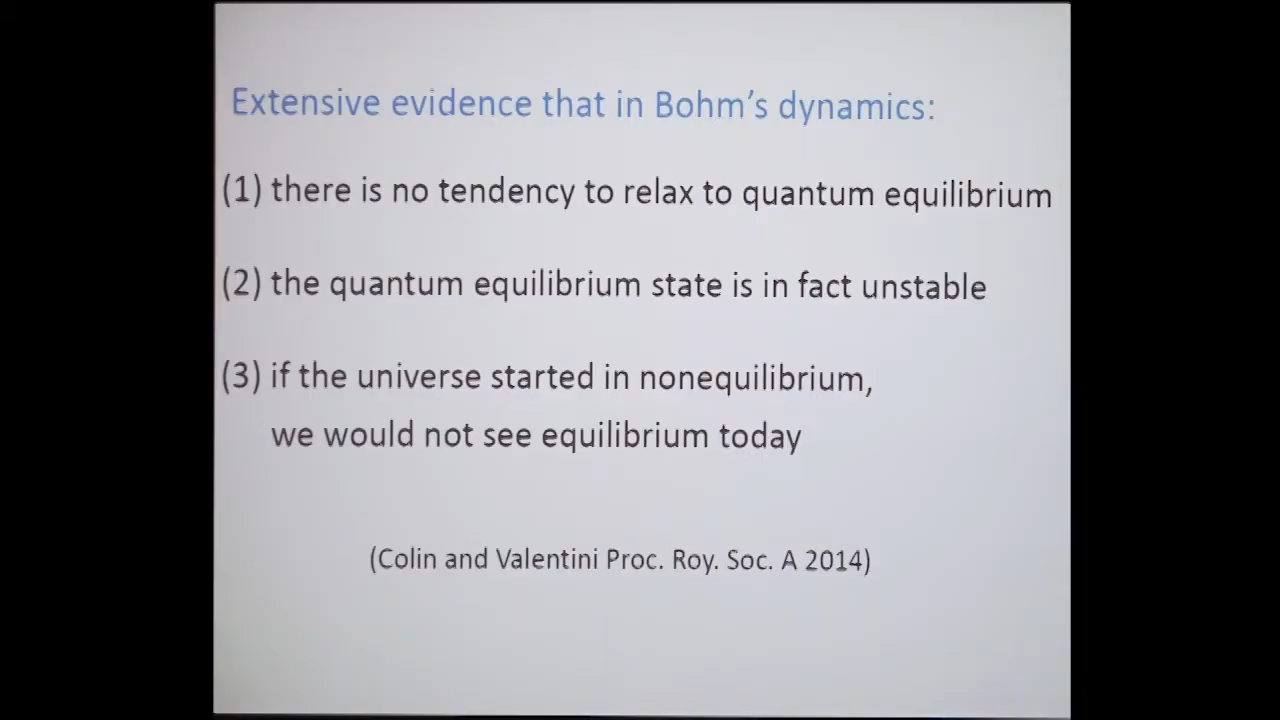 Extensive evidence that in Bohm's dynamics:
(1) there is no tendency to relax to quantum equilibrium
(2) the quantum equilibrium state is in fact unstable
(3) if the universe started in nonequilibrium,
we would not see equilibrium today
(Colin and Valentini Proc. Roy. Soc. A 2014)